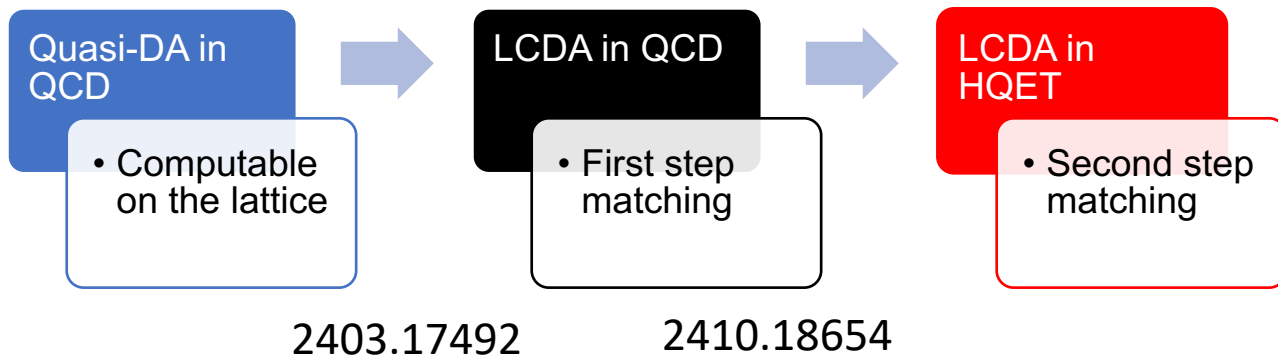 Quasi-DA in
QCD
• Computable
on the lattice
LCDA in QCD
• First step
matching
LCDA in
HQET
• Second step
matching
2403.17492
2410.18654